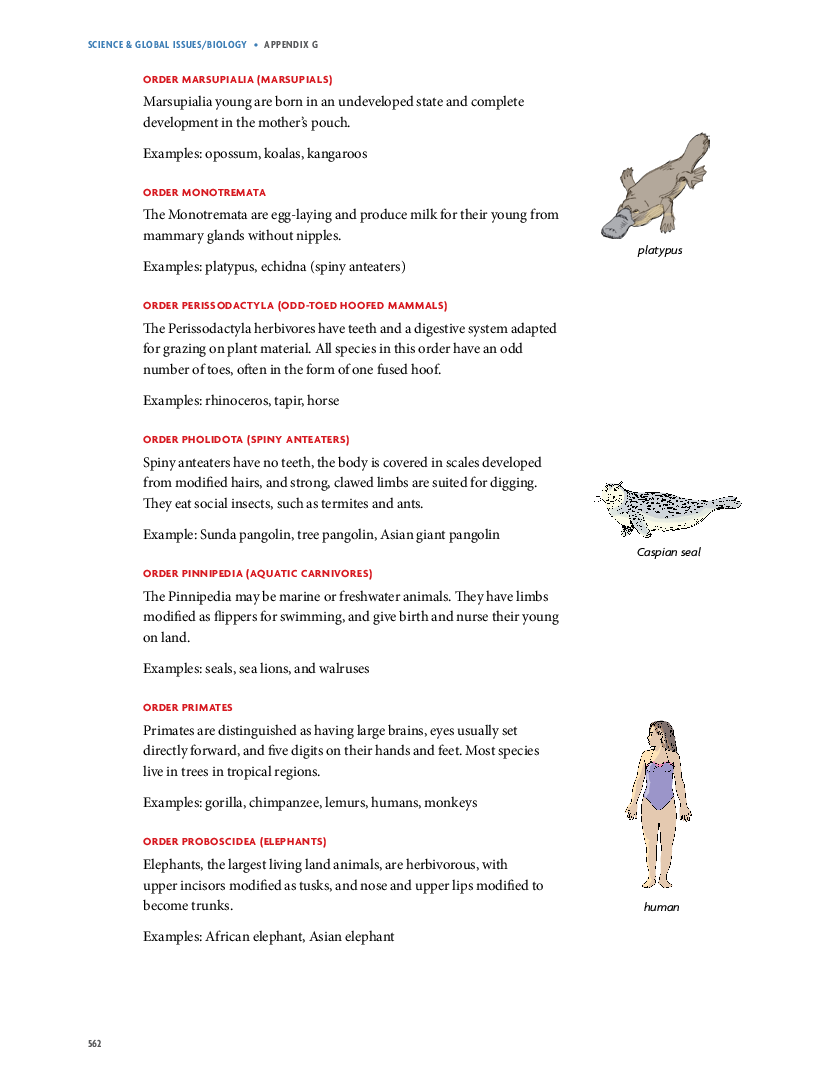 SCIENCE & GLOBAL ISSUES/BIOLOGY • APPENDIX G
ORDER MARSUPIALIA (MARSUPIALS)
Marsupialia young are born in an undeveloped state and complete
development in the mother’s pouch.
Examples: opossum, koalas, kangaroos
ORDER MONOTREMATA
The Monotremata are egg-laying and produce milk for their young from
mammary glands without nipples.
Examples: platypus, echidna (spiny anteaters)
platypus
ORDER PERISSODACTYLA (ODD-TOED HOOFED MAMMALS)
The Perissodactyla herbivores have teeth and a digestive system adapted
for grazing on plant material. All species in this order have an odd
number of toes, often in the form of one fused hoof.
Examples: rhinoceros, tapir, horse
ORDER PHOLIDOTA (SPINY ANTEATERS)
Spiny anteaters have no teeth, the body is covered in scales developed
from modified hairs, and strong, clawed limbs are suited for digging.
They eat social insects, such as termites and ants.
Example: Sunda pangolin, tree pangolin, Asian giant pangolin
Caspian seal
ORDER PINNIPEDIA (AQUATIC CARNIVORES)
The Pinnipedia may be marine or freshwater animals. They have limbs
modified as flippers for swimming, and give birth and nurse their young
on land.
Examples: seals, sea lions, and walruses
ORDER PRIMATES
Primates are distinguished as having large brains, eyes usually set
directly forward, and five digits on their hands and feet. Most species
live in trees in tropical regions.
Examples: gorilla, chimpanzee, lemurs, humans, monkeys
ORDER PROBOSCIDEA (ELEPHANTS)
Elephants, the largest living land animals, are herbivorous, with
upper incisors modified as tusks, and nose and upper lips modified to
become trunks.
Examples: African elephant, Asian elephant
human
562